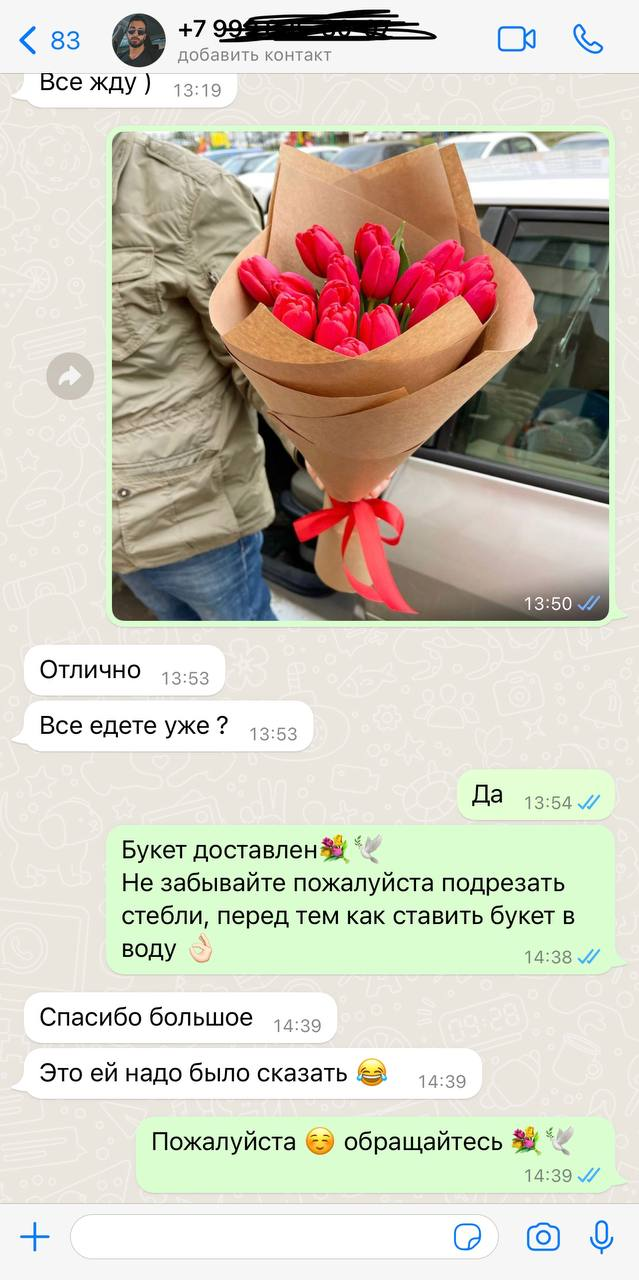 83
+7
добавить контакт
Все жду )
13:19
13:50
Отлично
13:53
Все едете уже ?
13:53
Да
13:54
Букет доставлен💐🕊️
Не забывайте пожалуйста подрезать
стебли, перед тем как ставить букет в
воду 👌🏻
14:38
Спасибо большое
14:39
Это ей надо было сказать 😂
14:39
Пожалуйста ☺️ обращайтесь 💐🕊️
14:39